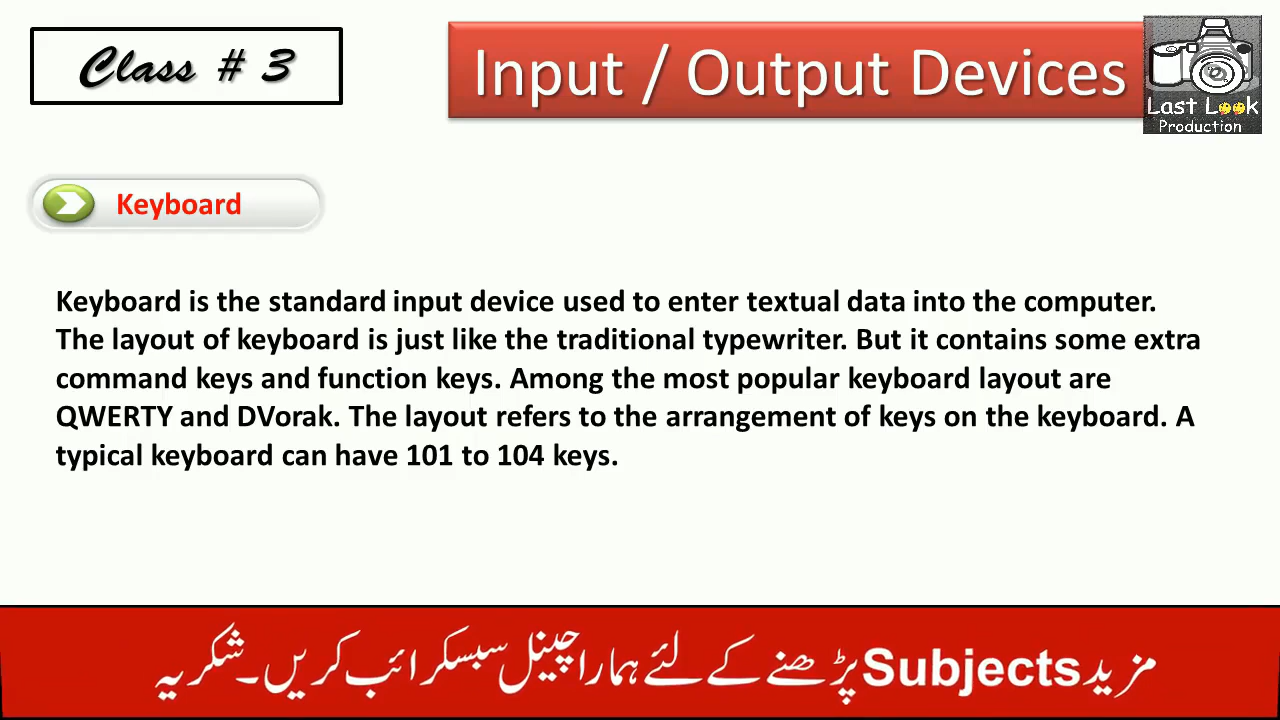 Class # 3
Input / Output Devices
Last Look
Production
Keyboard
Keyboard is the standard input device used to enter textual data into the computer.
The layout of keyboard is just like the traditional typewriter. But it contains some extra
command keys and function keys. Among the most popular keyboard layout are
QWERTY and DVorak. The layout refers to the arrangement of keys on the keyboard. A
typical keyboard can have 101 to 104 keys.
مزید Subjects پڑھنے کے لئے ہمارا چینل سبسکرائب کریں۔ شکریہ